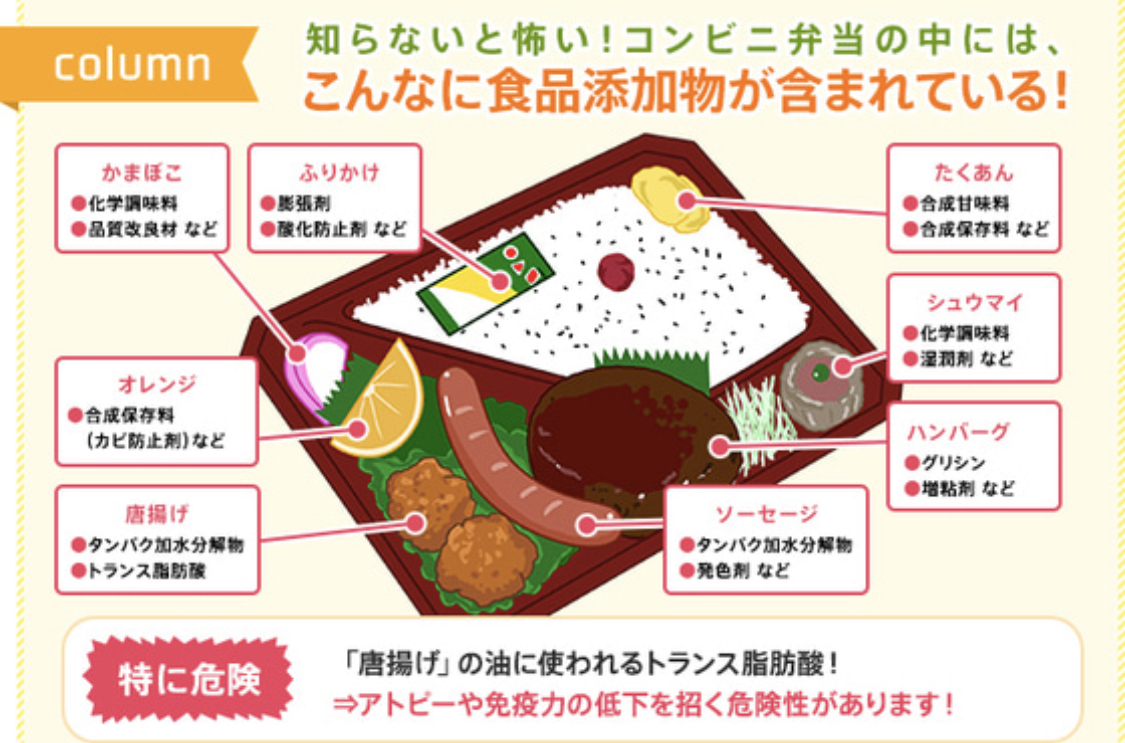 column
知らないと怖い！コンビニ弁当の中には、
こんなに食品添加物が含まれている！
かまぼこ
●化学調味料
●品質改良材 など
ふりかけ
●膨張剤
●酸化防止剤 など
たくあん
●合成甘味料
●合成保存料 など
シュウマイ
●化学調味料
●湿潤剤 など
オレンジ
●合成保存料
（カビ防止剤）など
ハンバーグ
●グリシン
●増粘剤 など
唐揚げ
●タンパク加水分解物
●トランス脂肪酸
ソーセージ
●タンパク加水分解物
●発色剤 など
特に危険
「唐揚げ」の油に使われるトランス脂肪酸！
⇒アトピーや免疫力の低下を招く危険性があります！